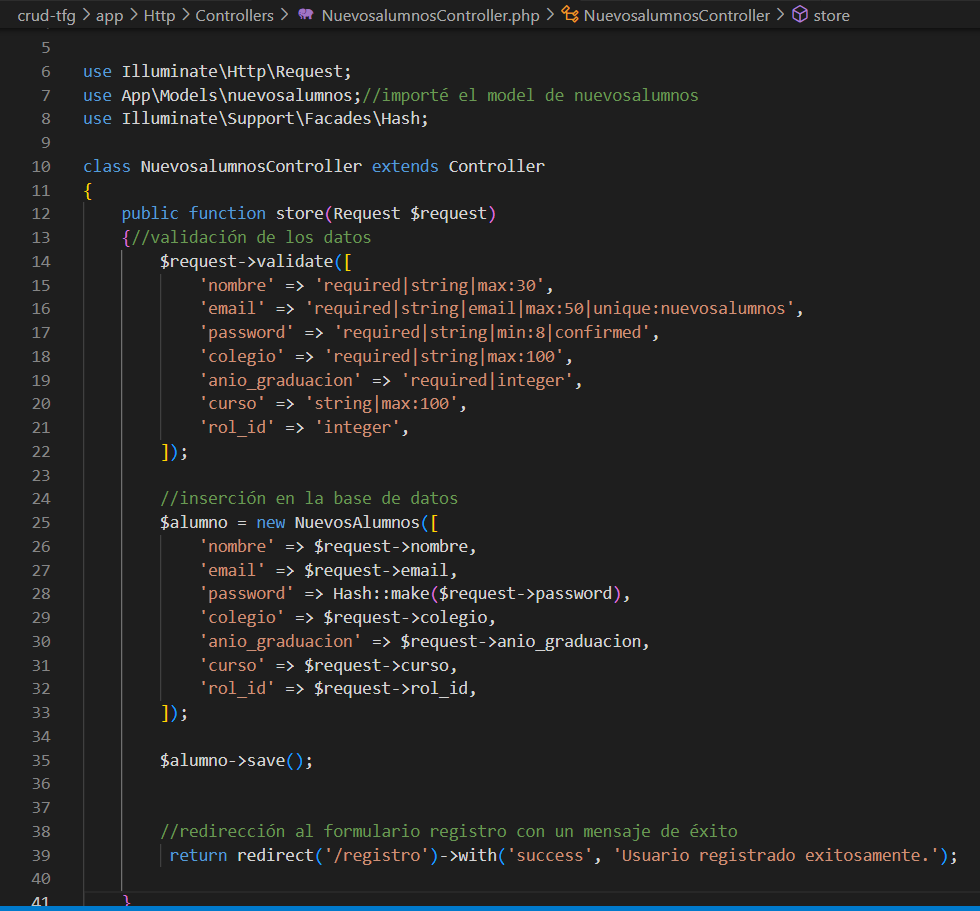 crud-tfg > app > Http > Controllers > NuevosalumnosController.php > NuevosalumnosController > store
5
6 use Illuminate\Http\Request;
7 use App\Models\nuevosalumnos;//importé el model de nuevosalumnos
8 use Illuminate\Support\Facades\Hash;
9
10 class NuevosalumnosController extends Controller
11 {
12 public function store(Request $request)
13 {//validación de los datos
14 $request->validate([
15 'nombre' => 'required|string|max:30',
16 'email' => 'required|string|email|max:50|unique:nuevosalumnos',
17 'password' => 'required|string|min:8|confirmed',
18 'colegio' => 'required|string|max:100',
19 'anio_graduacion' => 'required|integer',
20 'curso' => 'string|max:100',
21 'rol_id' => 'integer',
22 ]);
23
24 //inserción en la base de datos
25 $alumno = new NuevosAlumnos([
26 'nombre' => $request->nombre,
27 'email' => $request->email,
28 'password' => Hash::make($request->password),
29 'colegio' => $request->colegio,
30 'anio_graduacion' => $request->anio_graduacion,
31 'curso' => $request->curso,
32 'rol_id' => $request->rol_id,
33 ]);
34
35 $alumno->save();
36
37
38 //redirección al formulario registro con un mensaje de éxito
39 return redirect('/registro')->with('success', 'Usuario registrado exitosamente.');
40
41 }